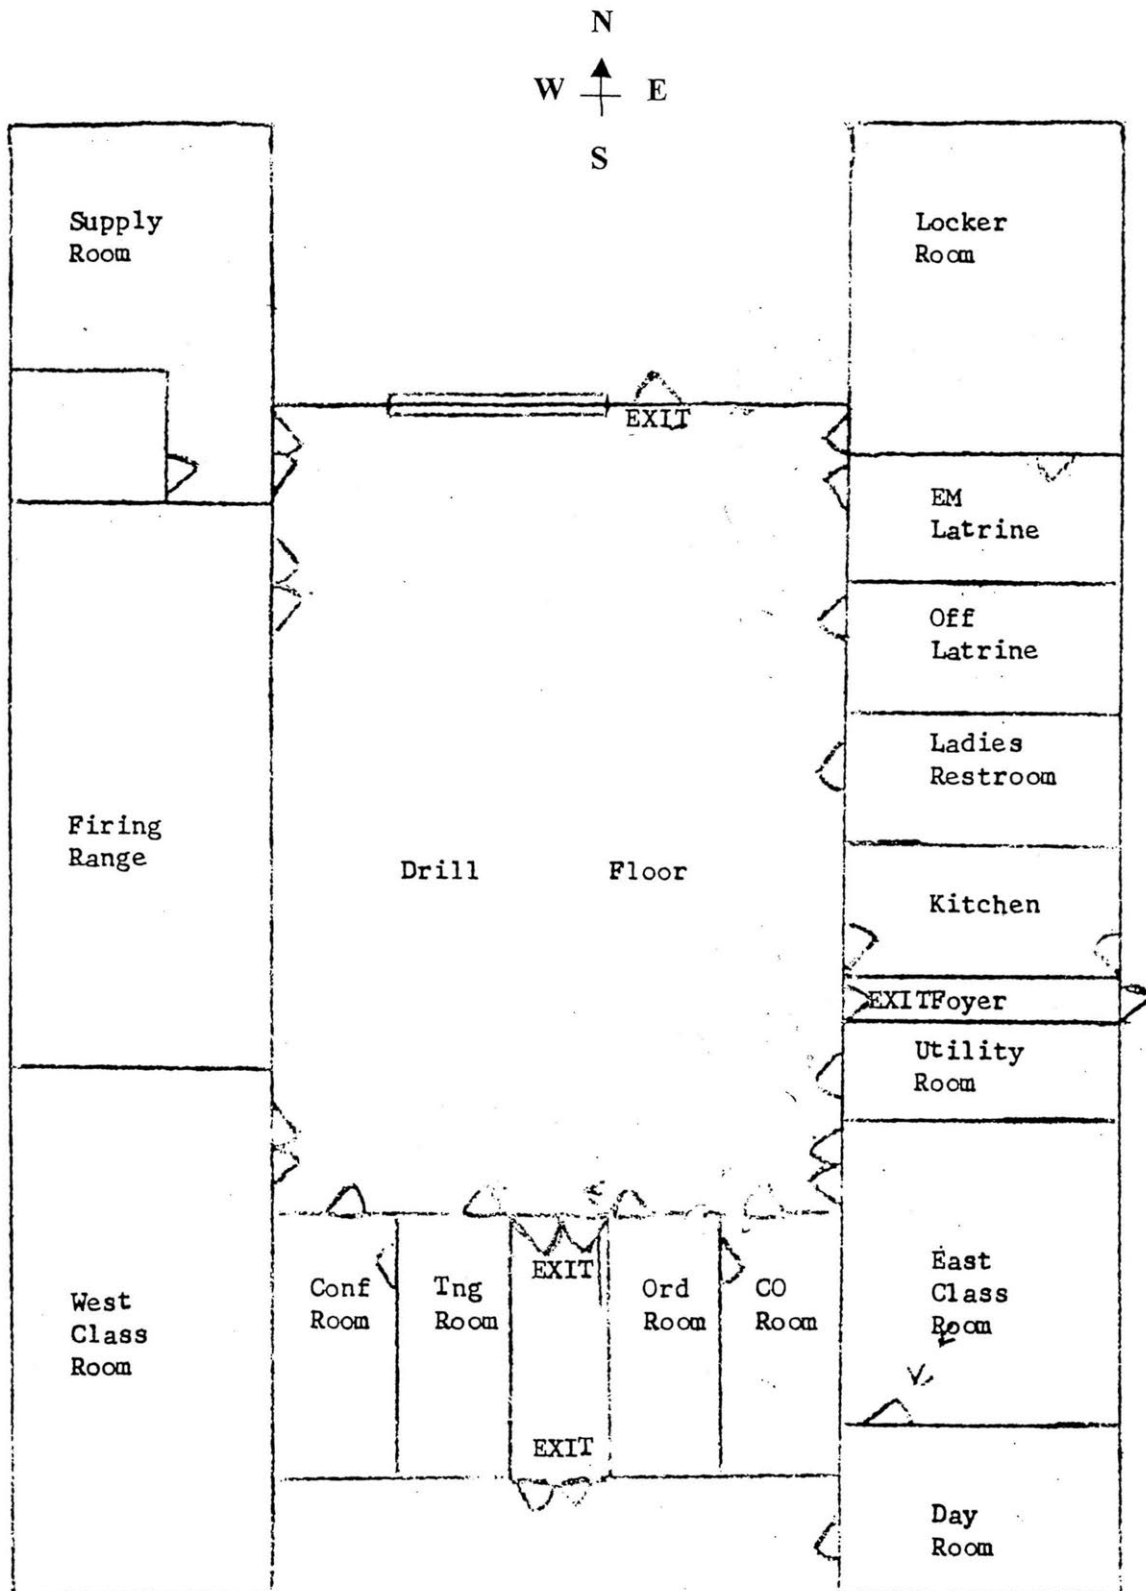 N
W E
S
Supply
Room
Locker
Room
EXIT
EM
Latrine
Off
Latrine
Ladies
Restroom
Firing
Range
Drill Floor
Kitchen
EXIT Foyer
Utility
Room
West
Class
Room
Conf
Room
Tng
Room
EXIT
EXIT
Ord
Room
CO
Room
East
Class
Room
Day
Room